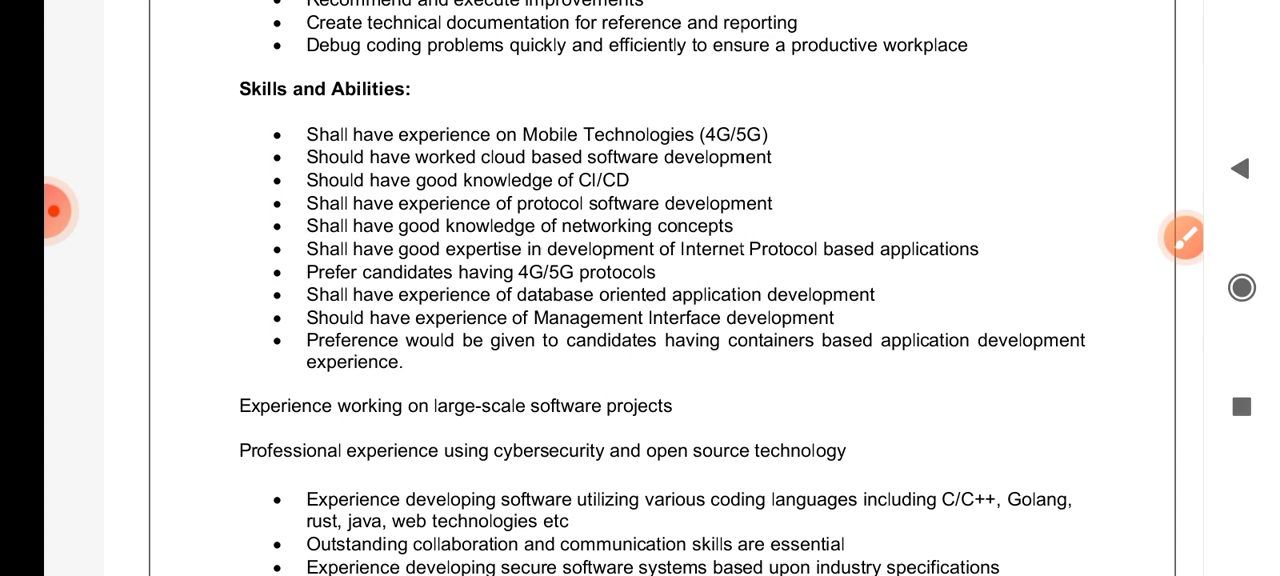 Recommend and execute improvements
• Create technical documentation for reference and reporting
• Debug coding problems quickly and efficiently to ensure a productive workplace
Skills and Abilities:
• Shall have experience on Mobile Technologies (4G/5G)
• Should have worked cloud based software development
• Should have good knowledge of CI/CD
• Shall have experience of protocol software development
• Shall have good knowledge of networking concepts
• Shall have good expertise in development of Internet Protocol based applications
• Prefer candidates having 4G/5G protocols
• Shall have experience of database oriented application development
• Should have experience of Management Interface development
• Preference would be given to candidates having containers based application development
experience.
Experience working on large-scale software projects
Professional experience using cybersecurity and open source technology
• Experience developing software utilizing various coding languages including C/C++, Golang,
rust, java, web technologies etc
• Outstanding collaboration and communication skills are essential
• Experience developing secure software systems based upon industry specifications